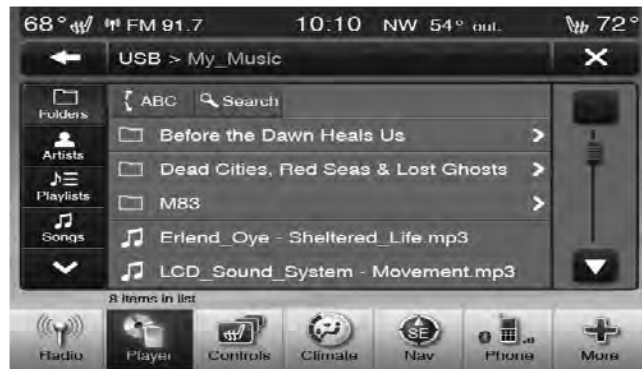 68° FM 91.7 10:10 NW 54° out. 72°
USB > My_Music
Folders
ABC Search
Before the Dawn Heals Us
Artists
Dead Cities, Red Seas & Lost Ghosts
Playlists
M83
Songs
Erlend_Oye - Sheltered_Life.mp3
LCD_Sound_System - Movement.mp3
8 items in list
Radio Player Controls Climate SE Nav Phone More